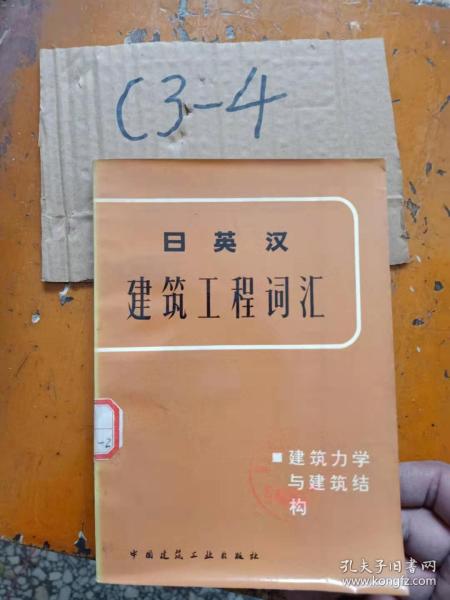 C3-4
日英汉
建筑工程词汇
-2
■建筑力学
与建筑结
构
中国建筑工业出版社
孔夫子旧书网
www.kongfz.com